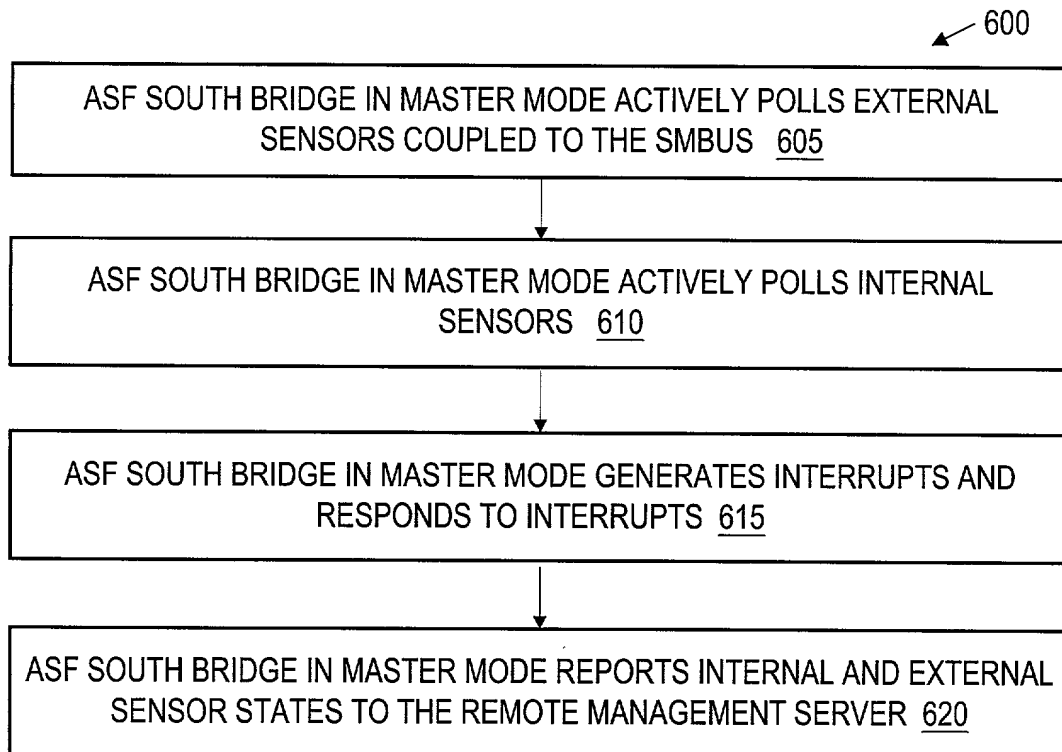 600
ASF SOUTH BRIDGE IN MASTER MODE ACTIVELY POLLS EXTERNAL
SENSORS COUPLED TO THE SMBUS 605
ASF SOUTH BRIDGE IN MASTER MODE ACTIVELY POLLS INTERNAL
SENSORS 610
ASF SOUTH BRIDGE IN MASTER MODE GENERATES INTERRUPTS AND
RESPONDS TO INTERRUPTS 615
ASF SOUTH BRIDGE IN MASTER MODE REPORTS INTERNAL AND EXTERNAL
SENSOR STATES TO THE REMOTE MANAGEMENT SERVER 620